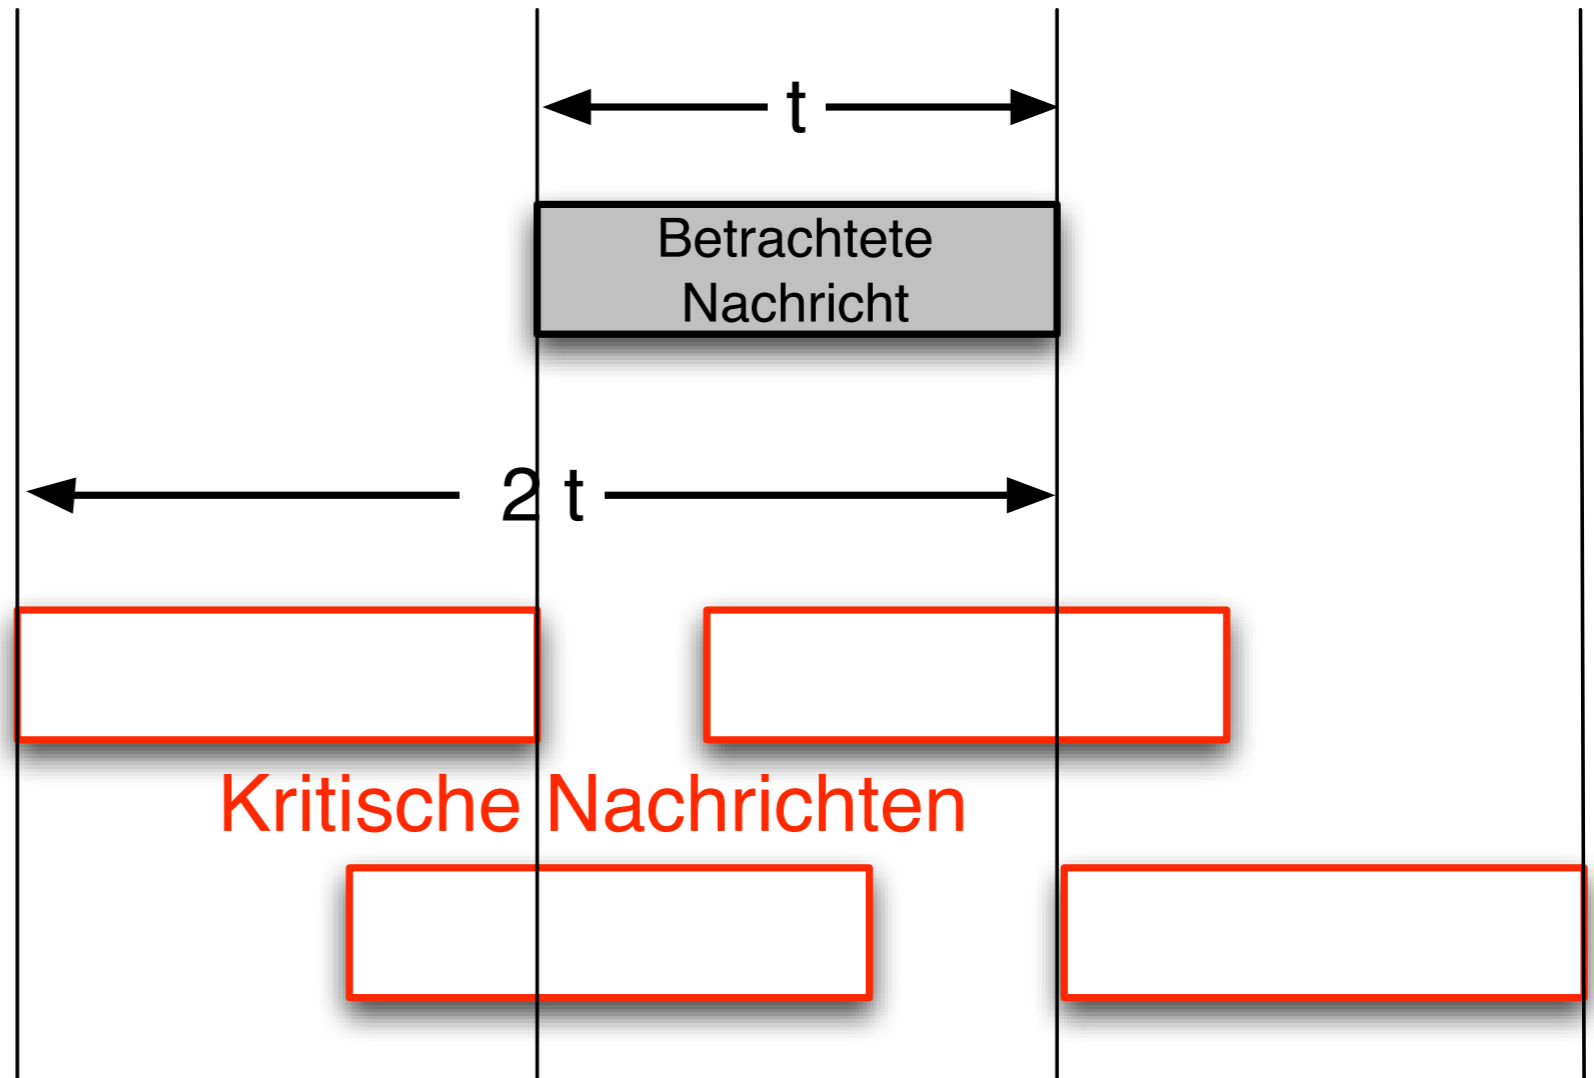 t
Betrachtete
Nachricht
2 t
Kritische Nachrichten